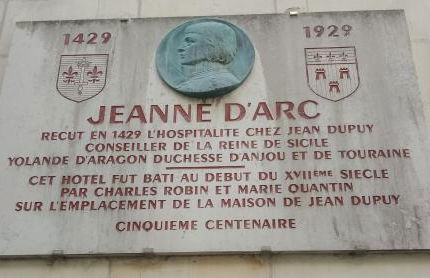 1429 1929
JEANNE D'ARC
RECUT EN 1429 L'HOSPITALITE CHEZ JEAN DUPUY
CONSEILLER DE LA REINE DE SICILE
YOLANDE D'ARAGON DUCHESSE D'ANJOU ET DE TOURAINE
CET HOTEL FUT BATI AU DEBUT DU XVIIÈME SIECLE
PAR CHARLES ROBIN ET MARIE QUANTIN
SUR L'EMPLACEMENT DE LA MAISON DE JEAN DUPUY
CINQUIEME CENTENAIRE